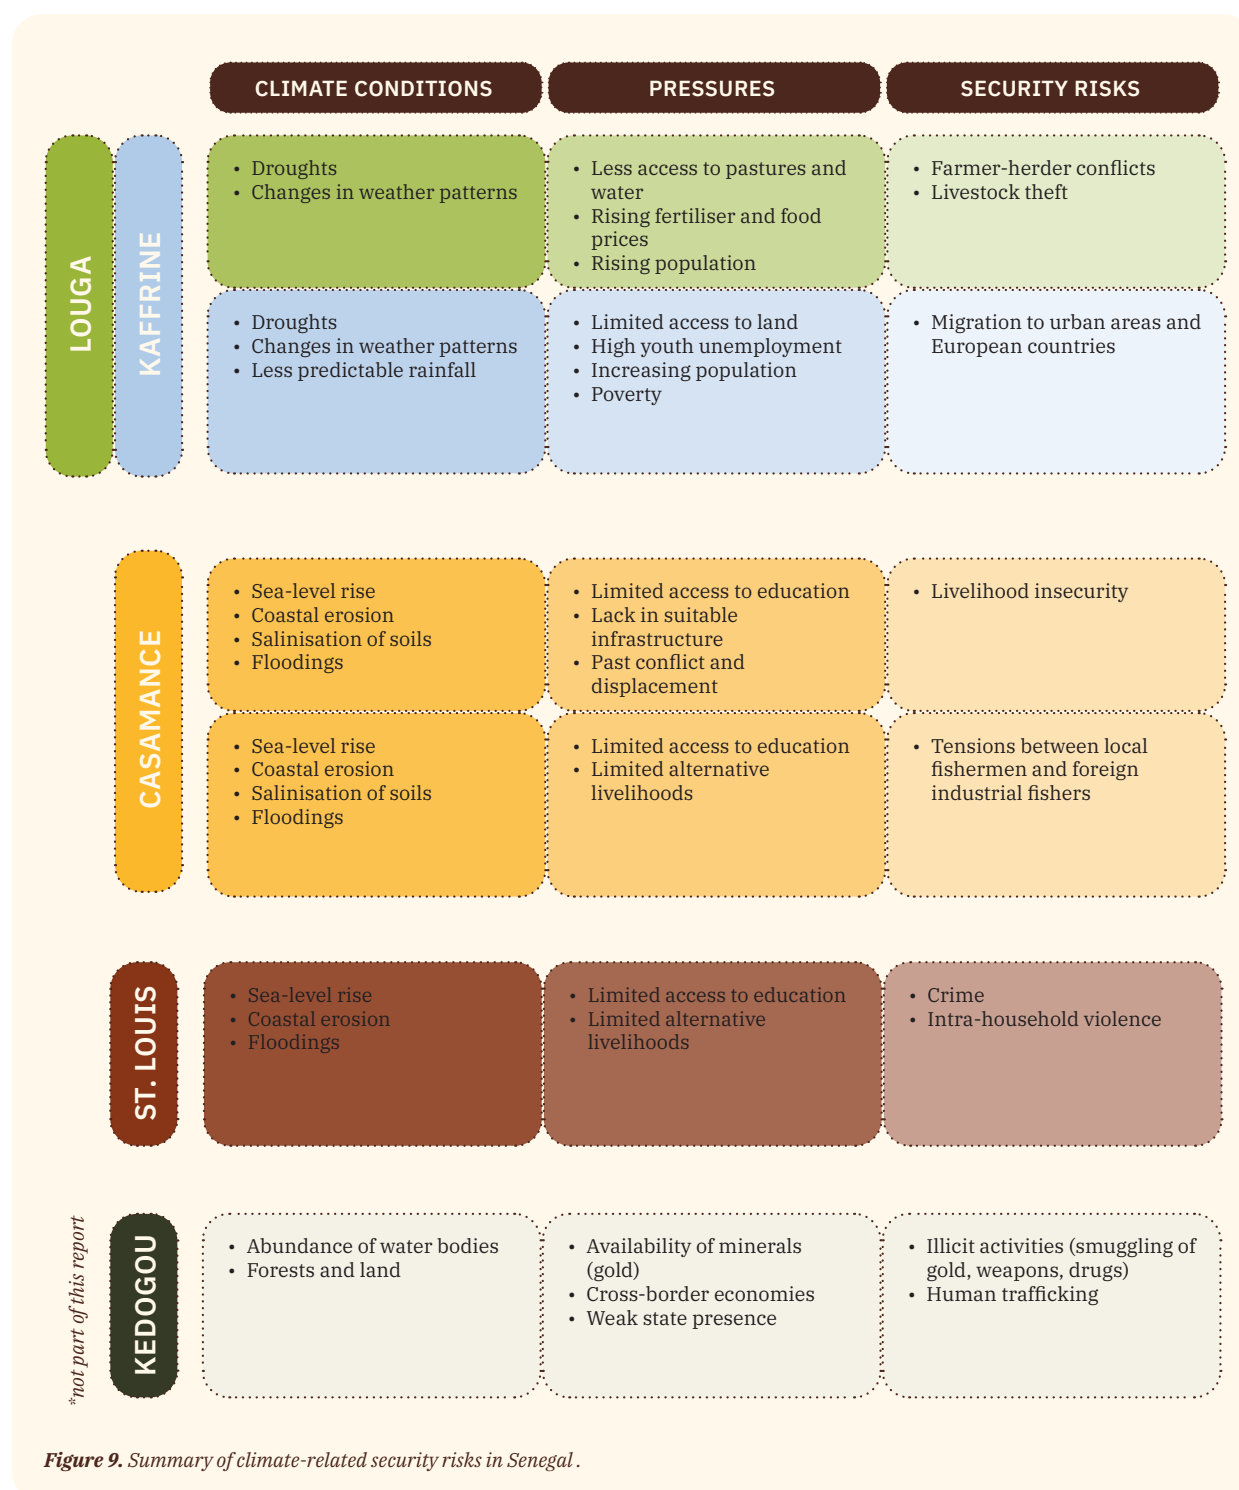 CLIMATE CONDITIONS
PRESSURES
SECURITY RISKS
LOUGA
KAFFRINE
• Droughts
• Changes in weather patterns
• Less access to pastures and
water
• Rising fertiliser and food
prices
• Rising population
• Farmer-herder conflicts
• Livestock theft
• Droughts
• Changes in weather patterns
• Less predictable rainfall
• Limited access to land
• High youth unemployment
• Increasing population
• Poverty
• Migration to urban areas and
European countries
CASAMANCE
• Sea-level rise
• Coastal erosion
• Salinisation of soils
• Floodings
• Limited access to education
• Lack in suitable
infrastructure
• Past conflict and
displacement
• Livelihood insecurity
• Sea-level rise
• Coastal erosion
• Salinisation of soils
• Floodings
• Limited access to education
• Limited alternative
livelihoods
• Tensions between local
fishermen and foreign
industrial fishers
ST. LOUIS
• Sea-level rise
• Coastal erosion
• Floodings
• Limited access to education
• Limited alternative
livelihoods
• Crime
• Intra-household violence
*not part of this report
KEDOGOU
• Abundance of water bodies
• Forests and land
• Availability of minerals
(gold)
• Cross-border economies
• Weak state presence
• Illicit activities (smuggling of
gold, weapons, drugs)
• Human trafficking
Figure 9. Summary of climate-related security risks in Senegal .